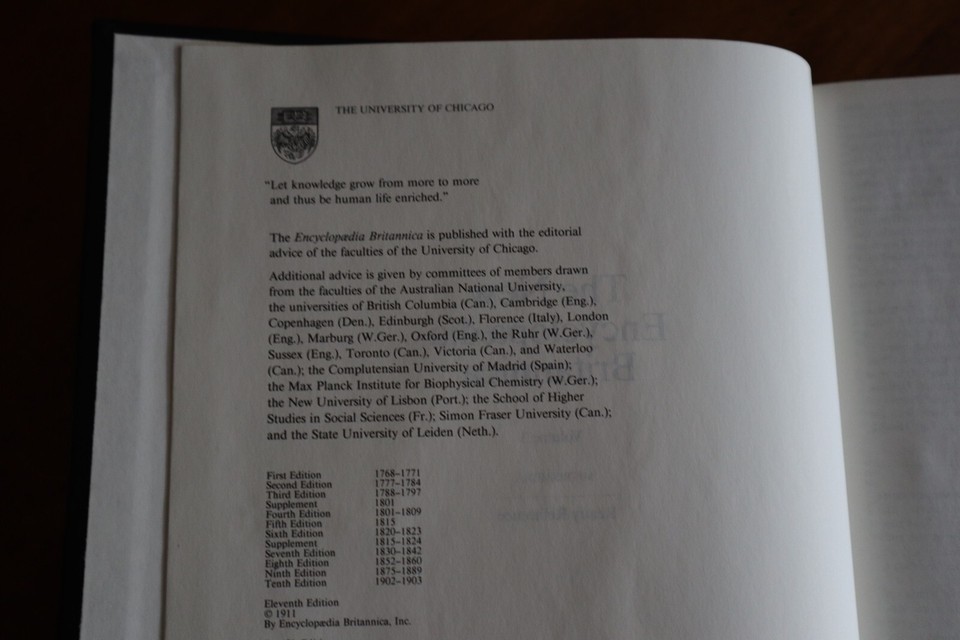 THE UNIVERSITY OF CHICAGO
“Let knowledge grow from more to more
and thus be human life enriched.”
The Encyclopædia Britannica is published with the editorial
advice of the faculties of the University of Chicago.
Additional advice is given by committees of members drawn
from the faculties of the Australian National University,
the universities of British Columbia (Can.), Cambridge (Eng.),
Copenhagen (Den.), Edinburgh (Scot.), Florence (Italy), London
(Eng.), Marburg (W.Ger.), Oxford (Eng.), the Ruhr (W.Ger.),
Sussex (Eng.), Toronto (Can.), Victoria (Can.), and Waterloo
(Can.); the Complutensian University of Madrid (Spain);
the Max Planck Institute for Biophysical Chemistry (W.Ger.);
the New University of Lisbon (Port.); the School of Higher
Studies in Social Sciences (Fr.); Simon Fraser University (Can.);
and the State University of Leiden (Neth.).
First Edition 1768–1771
Second Edition 1777–1784
Third Edition 1788–1797
Supplement 1801
Fourth Edition 1801–1809
Fifth Edition 1815
Sixth Edition 1820–1823
Supplement 1815–1824
Seventh Edition 1830–1842
Eighth Edition 1852–1860
Ninth Edition 1875–1889
Tenth Edition 1902–1903
Eleventh Edition
© 1911
By Encyclopædia Britannica, Inc.